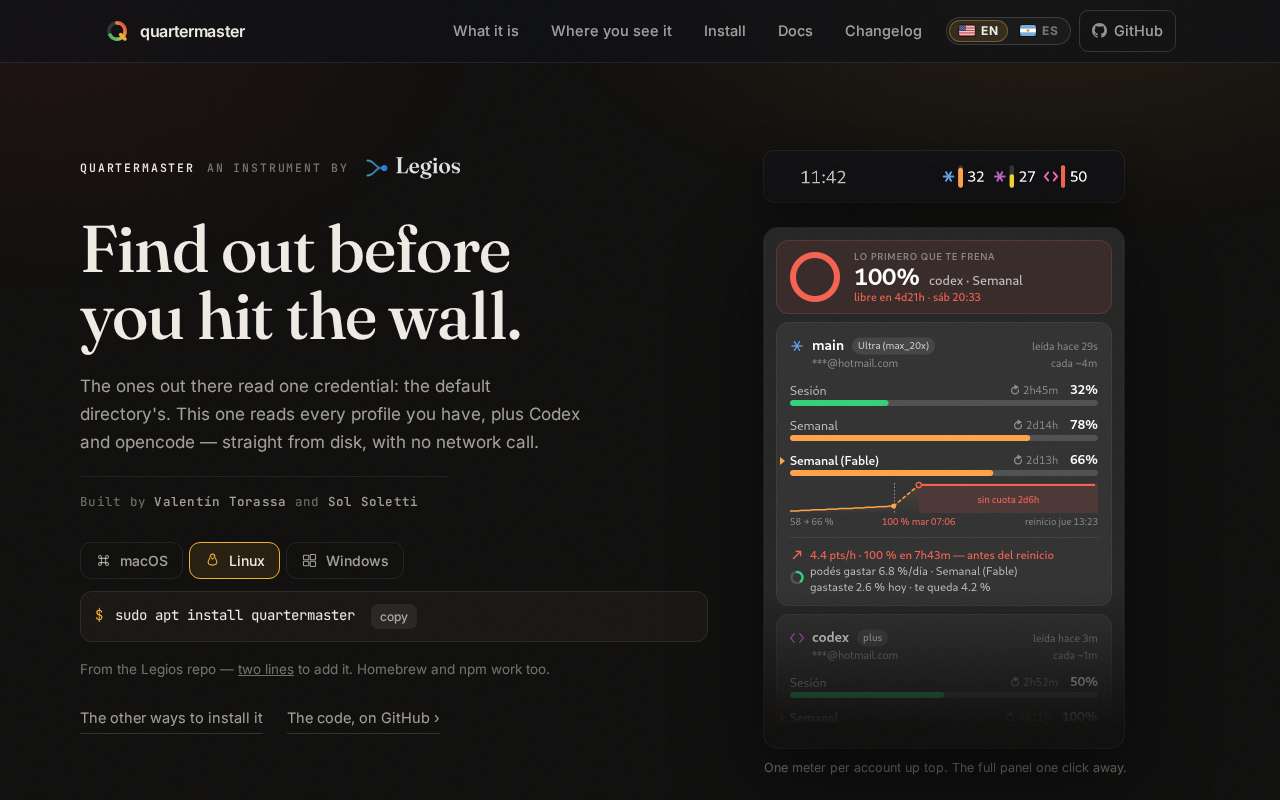 quartermaster
What it is
Where you see it
Install
Docs
Changelog
EN
ES
GitHub
QUARTERMASTER AN INSTRUMENT BY Legios
Find out before
you hit the wall.
The ones out there read one credential: the default
directory's. This one reads every profile you have, plus Codex
and opencode — straight from disk, with no network call.
Built by Valentín Torassa and Sol Soletti
macOS
Linux
Windows
$ sudo apt install quartermaster copy
From the Legios repo — two lines to add it. Homebrew and npm work too.
The other ways to install it
The code, on GitHub ›
11:42
32
27
50
LO PRIMERO QUE TE FRENA
100% codex · Semanal
libre en 4d21h · sáb 20:33
main Ultra (max_20x) leída hace 29s
***@hotmail.com cada ~4m
Sesión 2h45m 32%
Semanal 2d14h 78%
Semanal (Fable) 2d13h 66%
sin cuota 2d6h
58 → 66 % 100 % mar 07:06 reinicio jue 13:23
4.4 pts/h · 100 % en 7h43m — antes del reinicio
podés gastar 6.8 %/día · Semanal (Fable)
gastaste 2.6 % hoy · te queda 4.2 %
codex plus leída hace 3m
***@hotmail.com cada ~1m
Sesión 2h52m 50%
Semanal 100%
One meter per account up top. The full panel one click away.